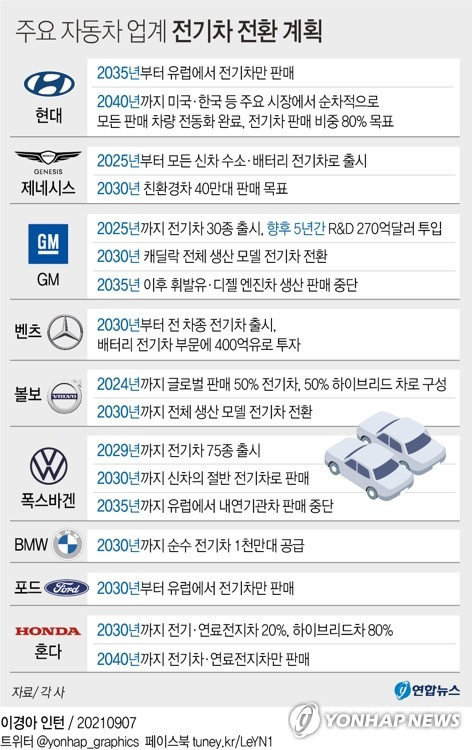 주요 자동차 업계 전기차 전환 계획
현대
2035년부터 유럽에서 전기차만 판매
2040년까지 미국·한국 등 주요 시장에서 순차적으로
모든 판매 차량 전동화 완료, 전기차 판매 비중 80% 목표
GENESIS
제네시스
2025년부터 모든 신차 수소·배터리 전기차로 출시
2030년 친환경차 40만대 판매 목표
GM
GM
2025년까지 전기차 30종 출시, 향후 5년간 R&D 270억달러 투입
2030년 캐딜락 전체 생산 모델 전기차 전환
2035년 이후 휘발유·디젤 엔진차 생산 판매 중단
벤츠
2030년부터 전 차종 전기차 출시,
배터리 전기차 부문에 400억유로 투자
볼보
VOLVO
2024년까지 글로벌 판매 50% 전기차, 50% 하이브리드 차로 구성
2030년까지 전체 생산 모델 전기차 전환
폭스바겐
2029년까지 전기차 75종 출시
2030년까지 신차의 절반 전기차로 판매
2035년까지 유럽에서 내연기관차 판매 중단
BMW
BMW
2030년까지 순수 전기차 1천만대 공급
포드
Ford
2030년부터 유럽에서 전기차만 판매
HONDA
혼다
2030년까지 전기·연료전지차 20%, 하이브리드차 80%
2040년까지 전기차·연료전지차만 판매
자료/각 사
연합뉴스
이경아 인턴 / 20210907
트위터 @yonhap_graphics 페이스북 tuney.kr/LeYN1
YONHAP NEWS